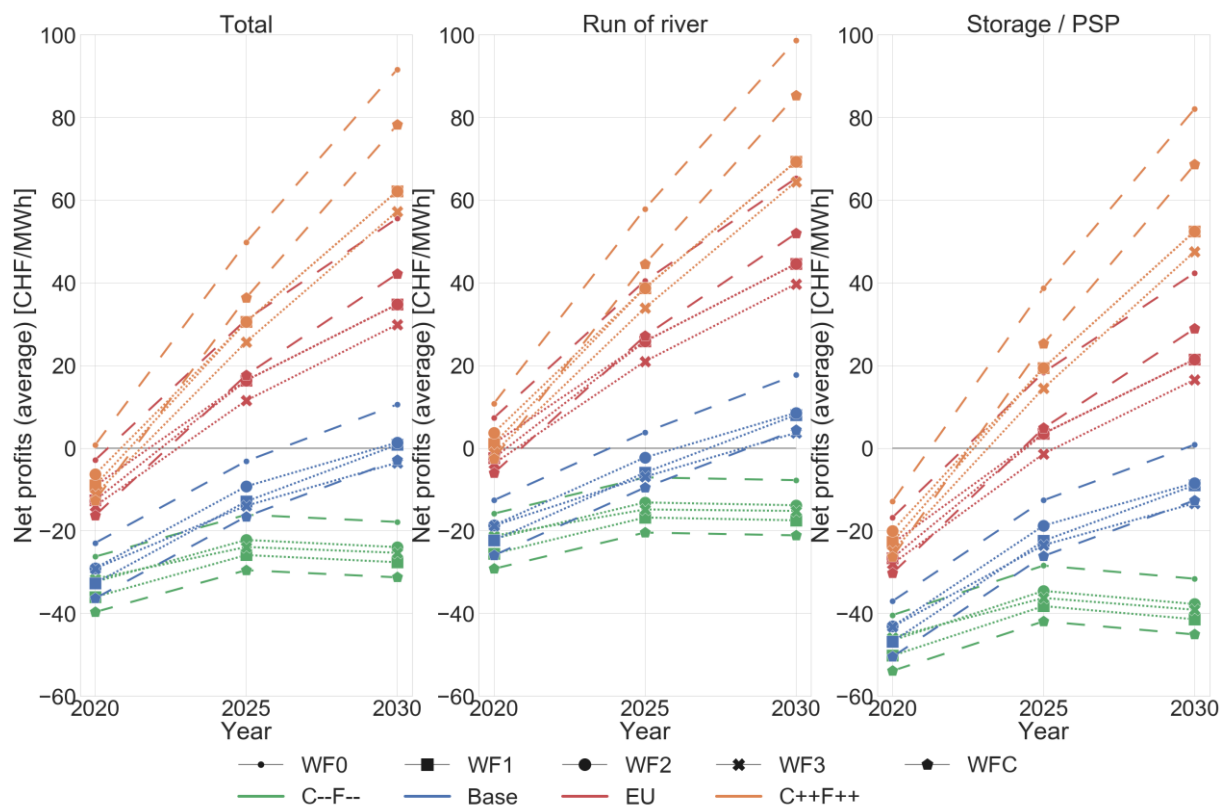 Total
Run of river
Storage / PSP
Net profits (average) [CHF/MWh]
100
80
60
40
20
0
−20
−40
−60
2020
2025
2030
Year
Net profits (average) [CHF/MWh]
100
80
60
40
20
0
−20
−40
−60
2020
2025
2030
Year
Net profits (average) [CHF/MWh]
100
80
60
40
20
0
−20
−40
−60
2020
2025
2030
Year
WF0
WF1
WF2
WF3
WFC
C--F--
Base
EU
C++F++